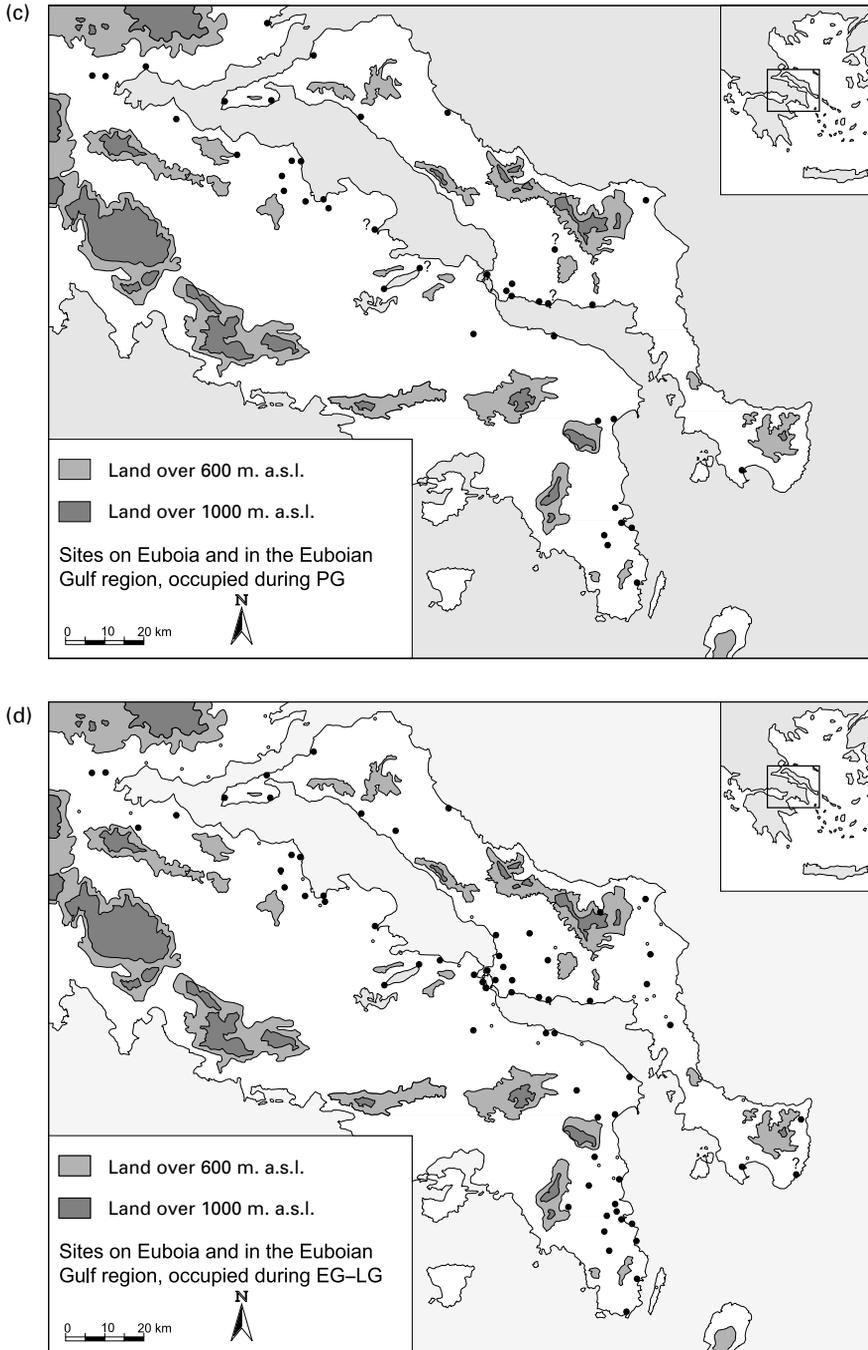 (c)
?
?
?
?
Land over 600 m. a.s.l.
Land over 1000 m. a.s.l.
Sites on Euboia and in the Euboian
Gulf region, occupied during PG
N
0 10 20 km
(d)
?
Land over 600 m. a.s.l.
Land over 1000 m. a.s.l.
Sites on Euboia and in the Euboian
Gulf region, occupied during EG–LG
N
0 10 20 km